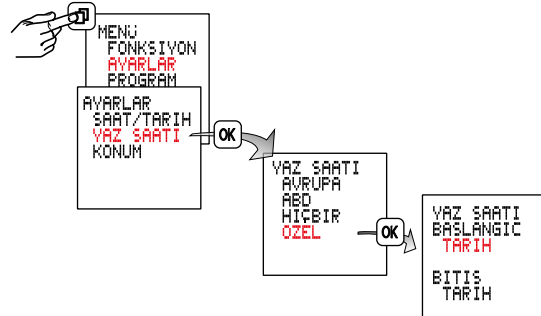 MENÜ
FONKSIYON
AYARLAR
PROGRAM
AYARLAR
SAAT/TARIH
YAZ SAATI
KONUM
OK
YAZ SAATI
AVRUPA
ABD
HIÇBIR
OZEL
OK
YAZ SAATI
BASLANGIC
TARIH
BITIS
TARIH